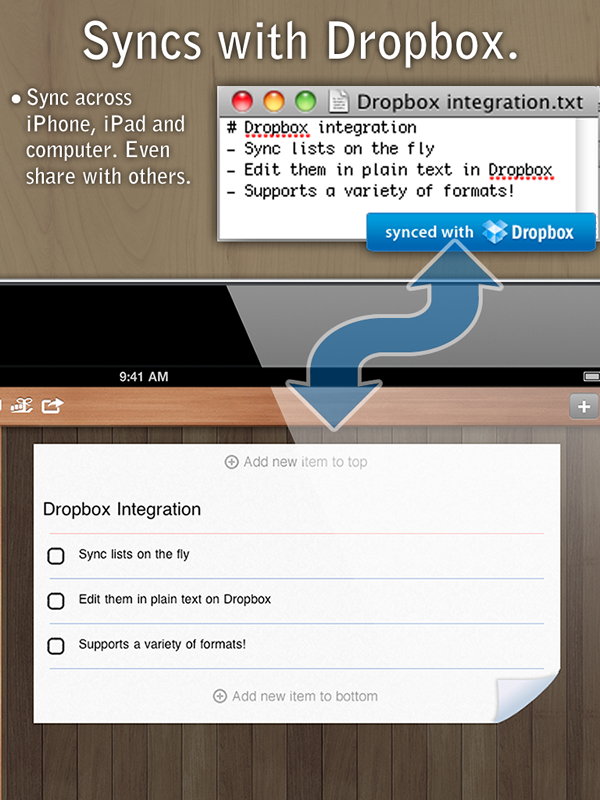 Syncs with Dropbox.
• Sync across
iPhone, iPad and
computer. Even
share with others.
Dropbox integration.txt
# Dropbox integration
- Sync lists on the fly
- Edit them in plain text in Dropbox
- Supports a variety of formats!
synced with Dropbox
9:41 AM
Add new item to top
Dropbox Integration
Sync lists on the fly
Edit them in plain text on Dropbox
Supports a variety of formats!
Add new item to bottom